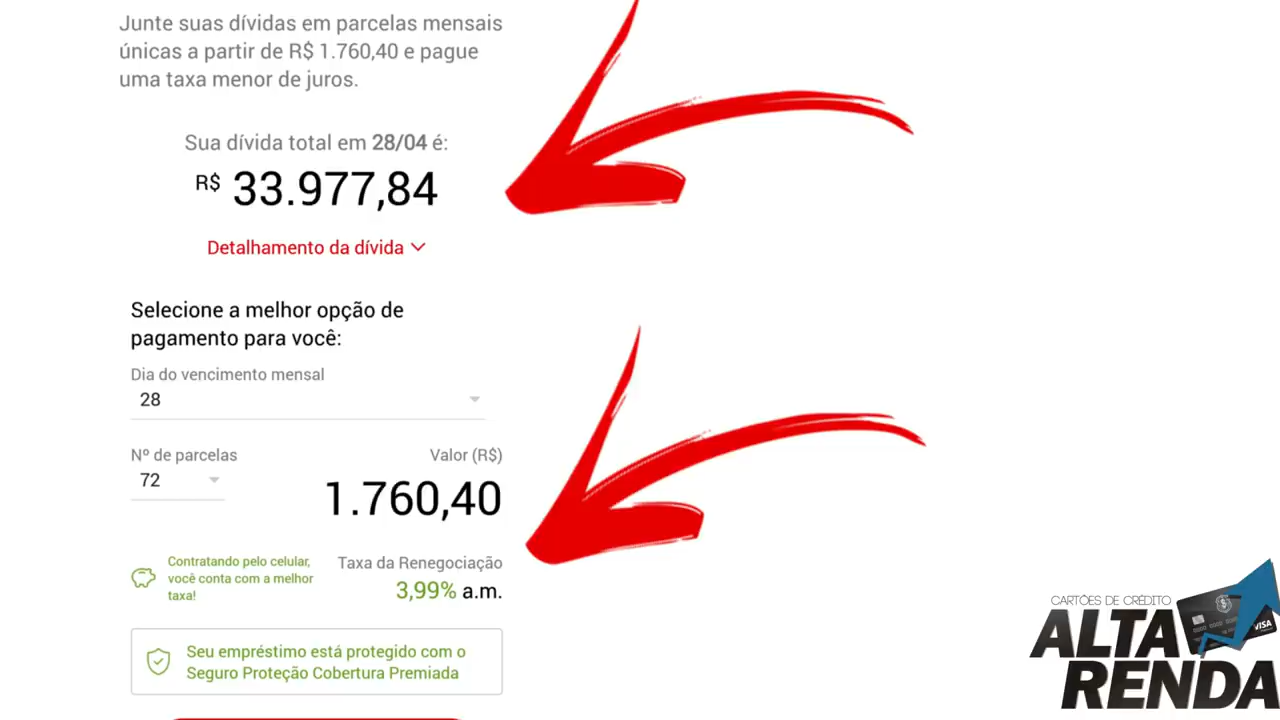 Junte suas dívidas em parcelas mensais
únicas a partir de R$ 1.760,40 e pague
uma taxa menor de juros.
Sua dívida total em 28/04 é:
R$ 33.977,84
Detalhamento da dívida
Selecione a melhor opção de
pagamento para você:
Dia do vencimento mensal
28
Nº de parcelas
Valor (R$)
72
1.760,40
Contratando pelo celular,
você conta com a melhor
taxa!
Taxa da Renegociação
3,99% a.m.
Seu empréstimo está protegido com o
Seguro Proteção Cobertura Premiada
CARTÕES DE CRÉDITO
ALTA
RENDA
VISA